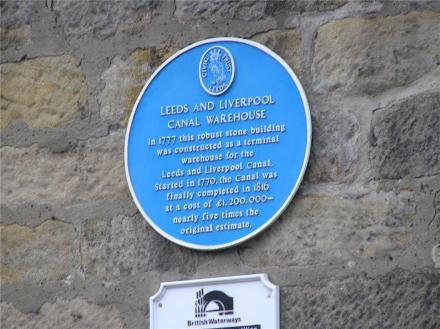 CIVIC TRUST
LEEDS
LEEDS AND LIVERPOOL
CANAL WAREHOUSE
In 1777 this robust stone building
was constructed as a terminal
warehouse for the
Leeds and Liverpool Canal.
Started in 1770, the Canal was
finally completed in 1816
at a cost of £1,200,000–
nearly five times the
original estimate.
British Waterways